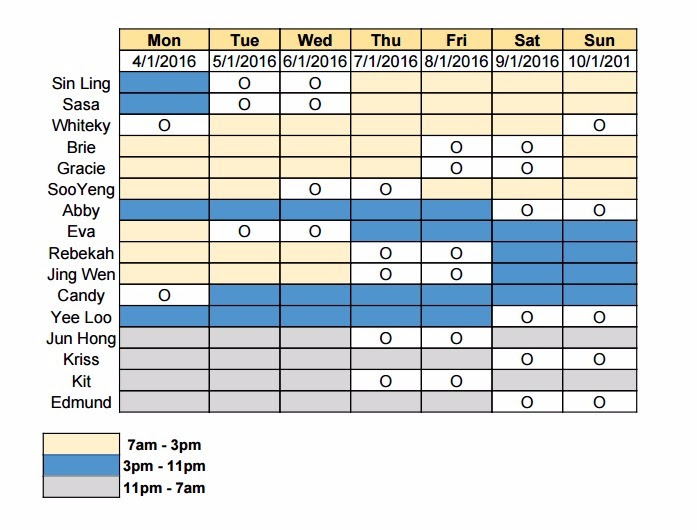 Mon Tue Wed Thu Fri Sat Sun
4/1/2016 5/1/2016 6/1/2016 7/1/2016 8/1/2016 9/1/2016 10/1/201
Sin Ling O O
Sasa O O
Whiteky O O
Brie O O
Gracie O O
SooYeng O O
Abby O O
Eva O O
Rebekah O O
Jing Wen O O
Candy O
Yee Loo O O
Jun Hong O O
Kriss O O
Kit O O
Edmund O O
7am - 3pm
3pm - 11pm
11pm - 7am